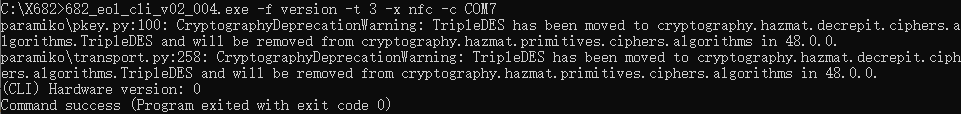 C:\X682>682_eol_cli_v02_004.exe -f version -t 3 -x nfc -c COM7
paramiko\pkey.py:100: CryptographyDeprecationWarning: TripleDES has been moved to cryptography.hazmat.decrepit.ciphers.a
lgorithms.TripleDES and will be removed from cryptography.hazmat.primitives.ciphers.algorithms in 48.0.0.
paramiko\transport.py:258: CryptographyDeprecationWarning: TripleDES has been moved to cryptography.hazmat.decrepit.ciph
ers.algorithms.TripleDES and will be removed from cryptography.hazmat.primitives.ciphers.algorithms in 48.0.0.
(CLI) Hardware version: 0
Command success (Program exited with exit code 0)